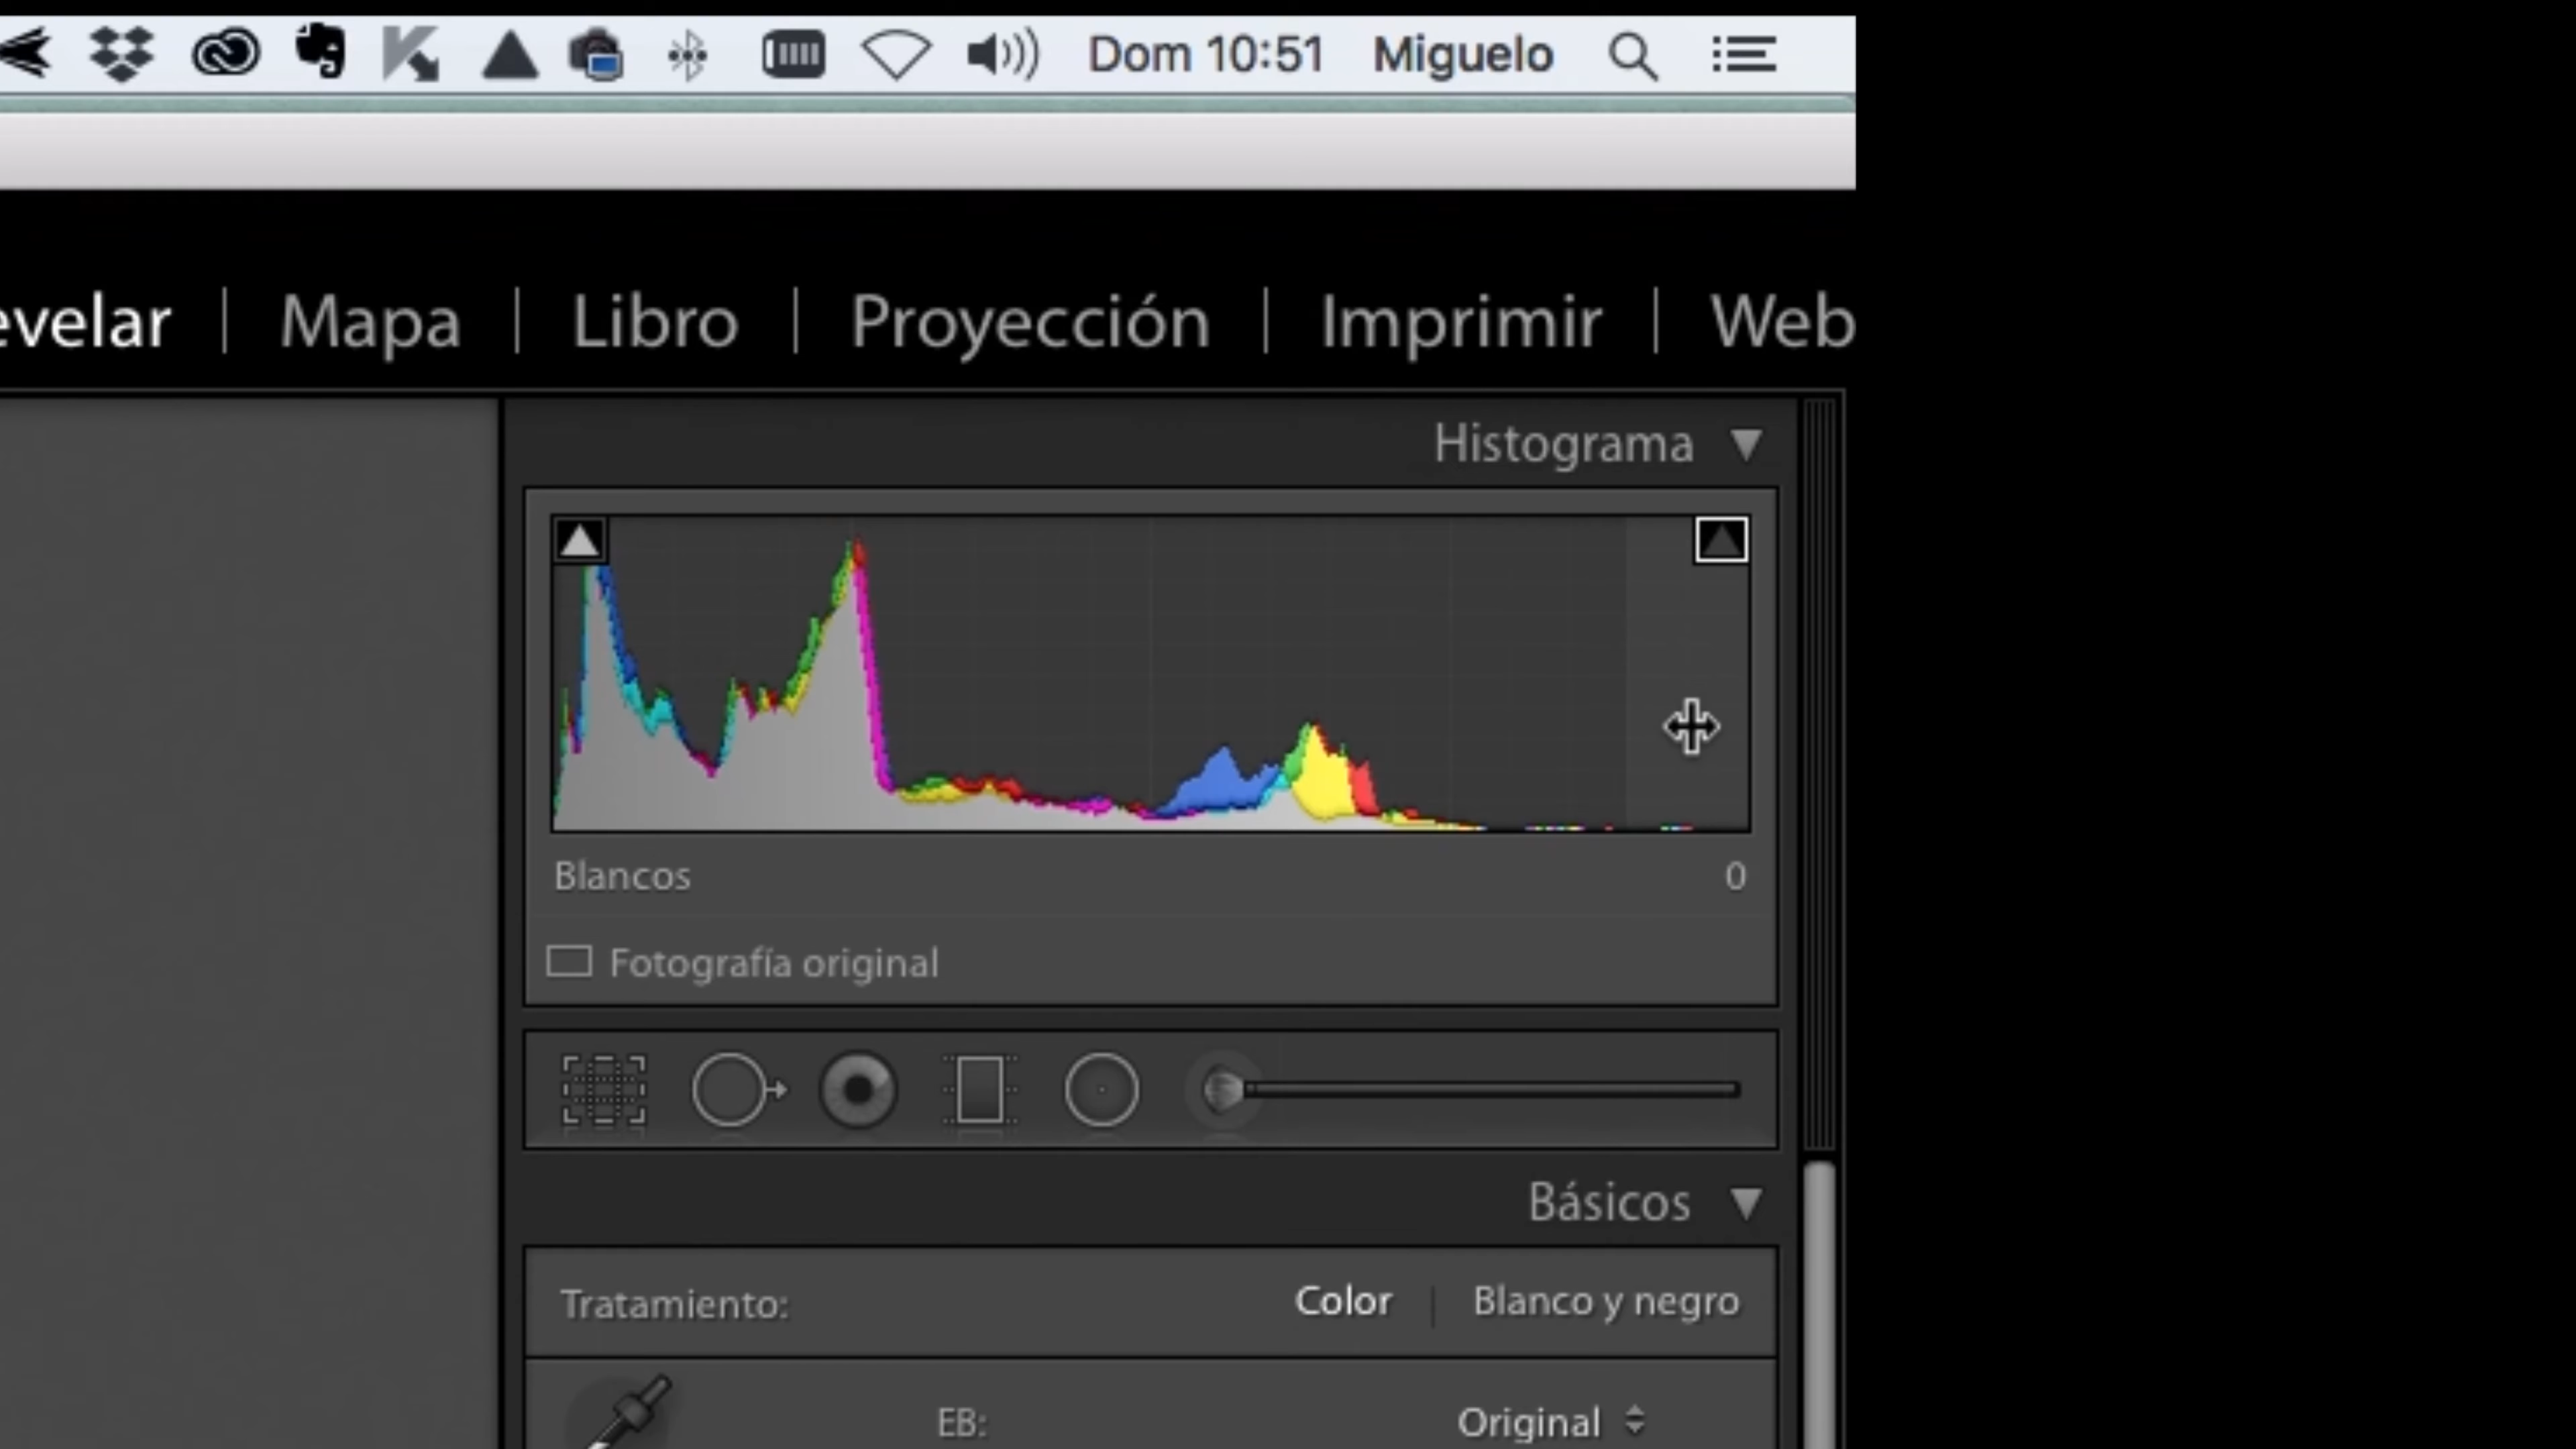 Dom 10:51 Miguelo
evelar | Mapa | Libro | Proyección | Imprimir | Web
Histograma
Blancos 0
Fotografía original
Básicos
Tratamiento: Color | Blanco y negro
EB: Original